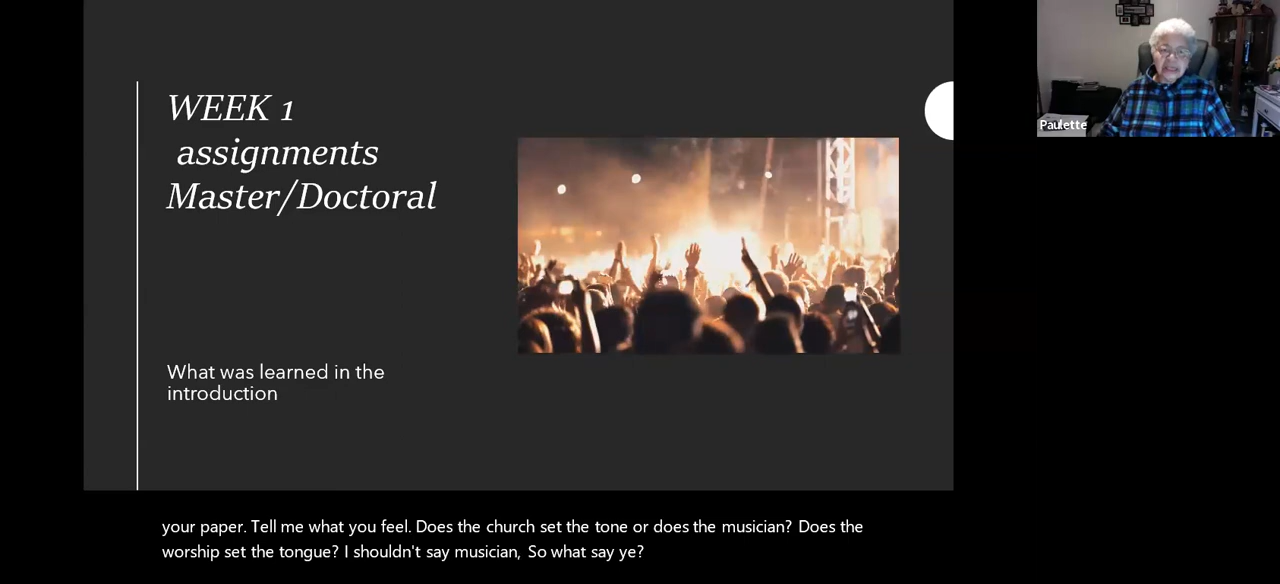 WEEK 1
assignments
Master/Doctoral
What was learned in the
introduction
Paulette
your paper. Tell me what you feel. Does the church set the tone or does the musician? Does the
worship set the tongue? I shouldn't say musician, So what say ye?